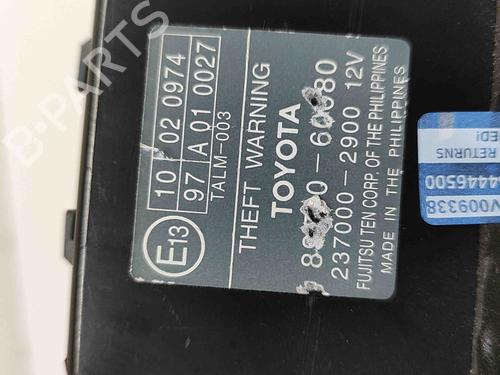 10 02 0974
97 A 01 0027
TALM-003
E13
THEFT WARNING
TOYOTA
237000-2900 12V
FUJITSU TEN CORP. OF THE PHILIPPINES
MADE IN THE PHILIPPINES
RETURNS
4446500
V009338
B-PARTS